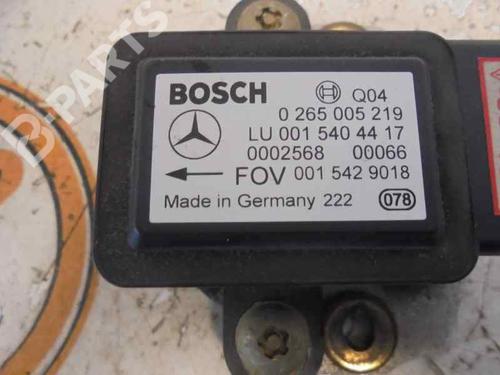 BOSCH Q04
0 265 005 219
LU 001 540 44 17
0002568 00066
FOV 001 542 9018
Made in Germany 222 078